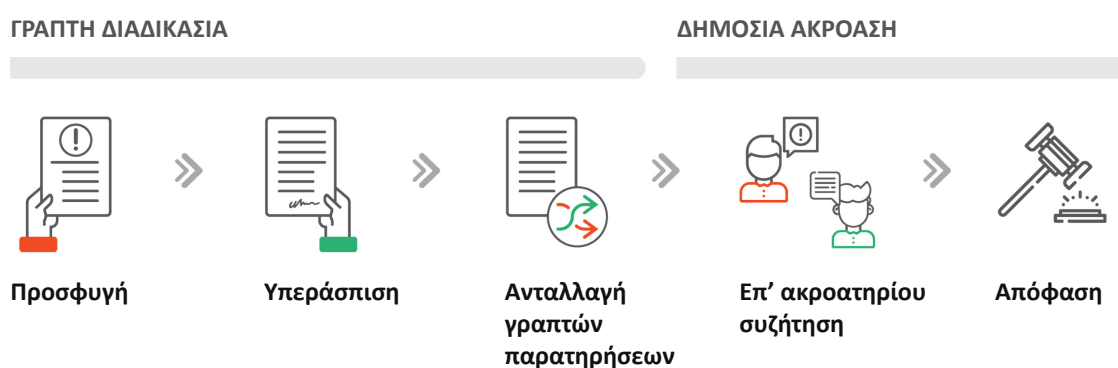 ΓΡΑΠΤΗ ΔΙΑΔΙΚΑΣΙΑ
ΔΗΜΟΣΙΑ ΑΚΡΟΑΣΗ
Προσφυγή
Υπεράσπιση
Ανταλλαγή
γραπτών
παρατηρήσεων
Επ’ ακροατηρίου
συζήτηση
Απόφαση